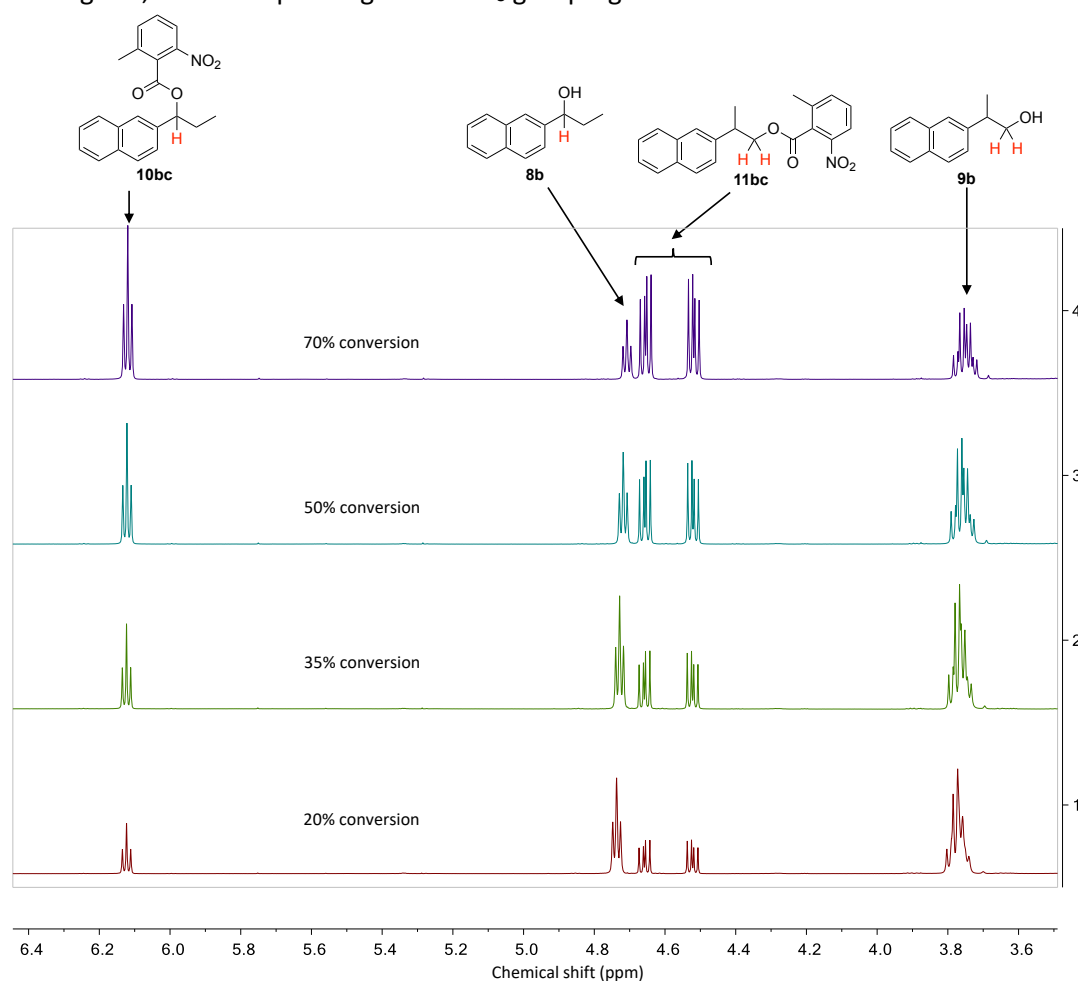 NO₂
O
O
H
10bc
OH
H
8b
O
O
H H
NO₂
11bc
OH
H H
9b
70% conversion
4
50% conversion
3
35% conversion
2
20% conversion
1
6.4 6.2 6.0 5.8 5.6 5.4 5.2 5.0 4.8 4.6 4.4 4.2 4.0 3.8 3.6
Chemical shift (ppm)